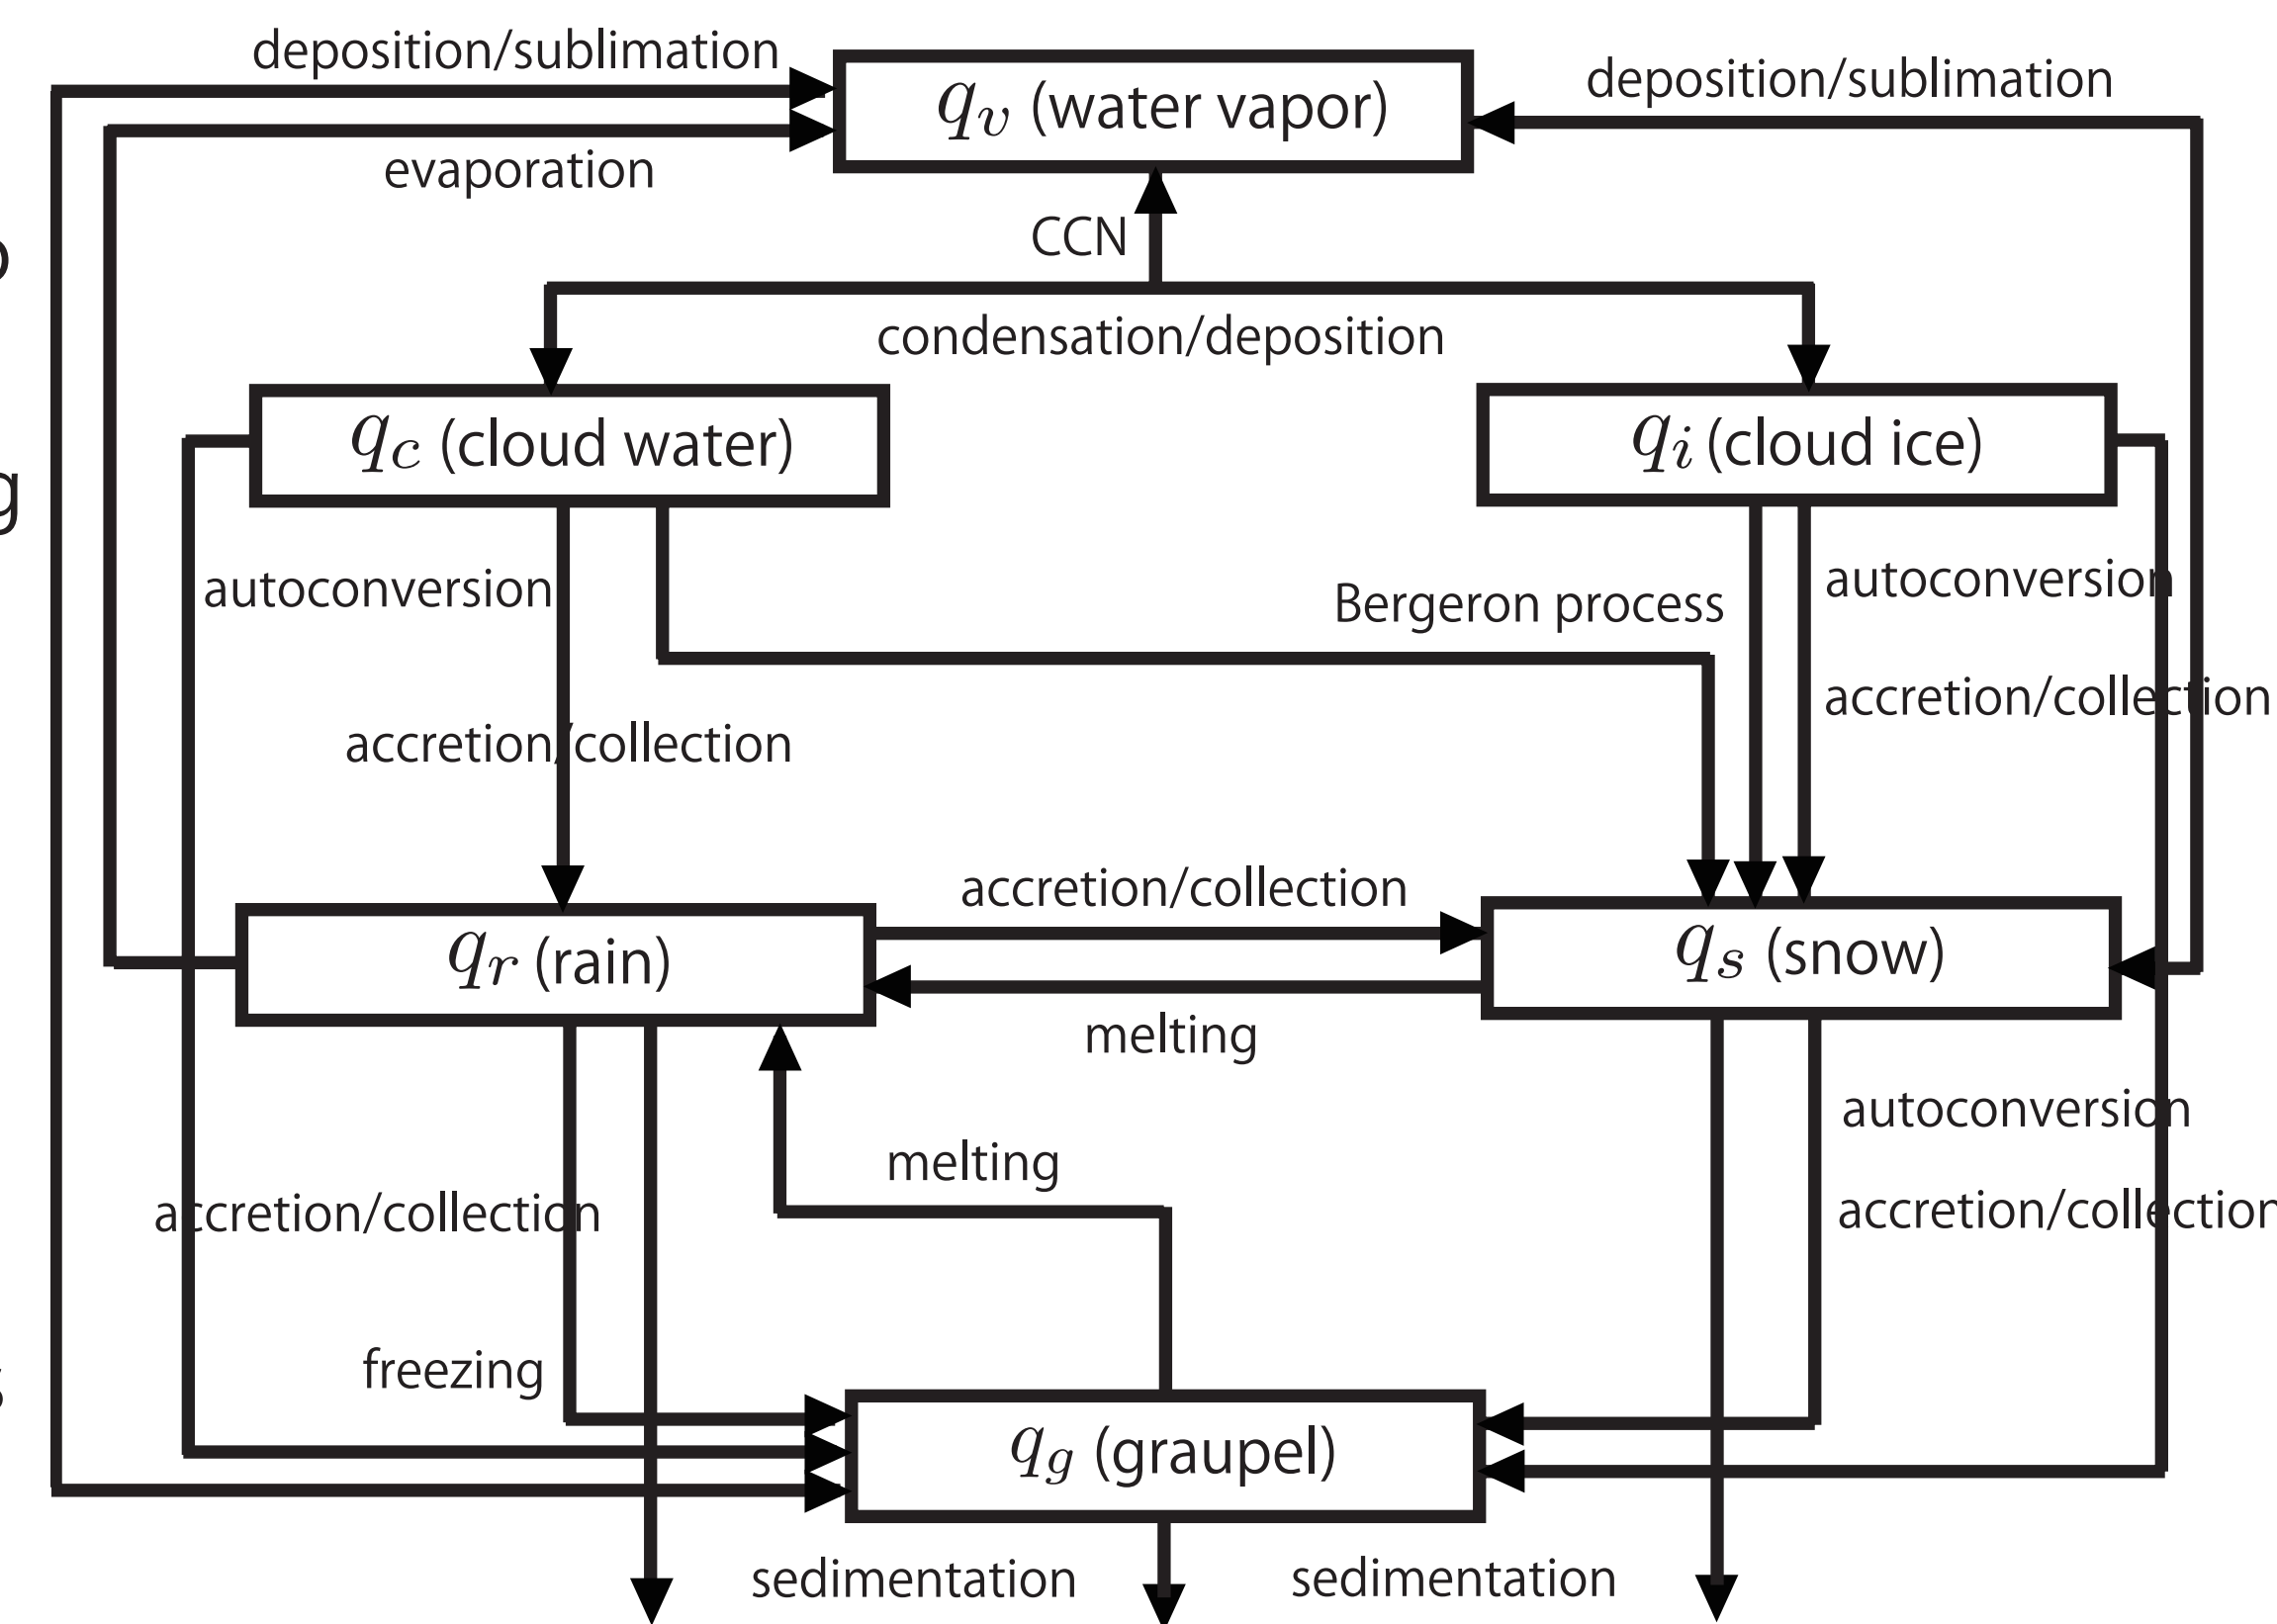 deposition/sublimation
q_v (water vapor)
deposition/sublimation
evaporation
CCN
condensation/deposition
q_c (cloud water)
q_i (cloud ice)
g
autoconversion
Bergeron process
autoconversion
accretion/collection
accretion/collection
accretion/collection
q_r (rain)
q_s (snow)
melting
autoconversion
melting
accretion/collection
accretion/collection
freezing
s
q_g (graupel)
sedimentation
sedimentation